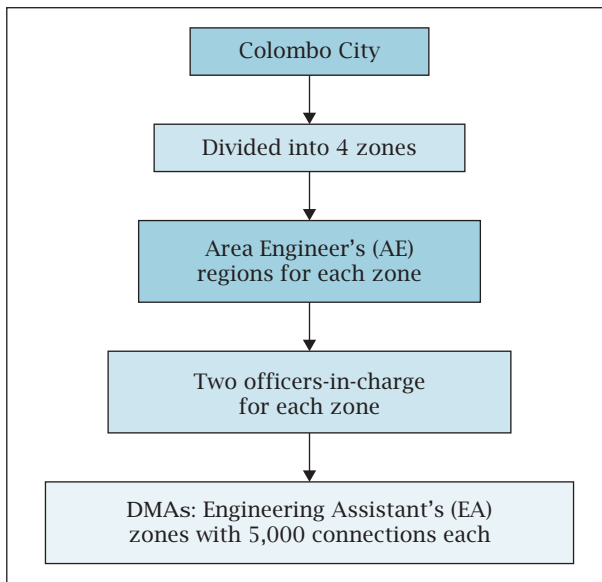 Colombo City
Divided into 4 zones
Area Engineer’s (AE)
regions for each zone
Two officers-in-charge
for each zone
DMAs: Engineering Assistant’s (EA)
zones with 5,000 connections each